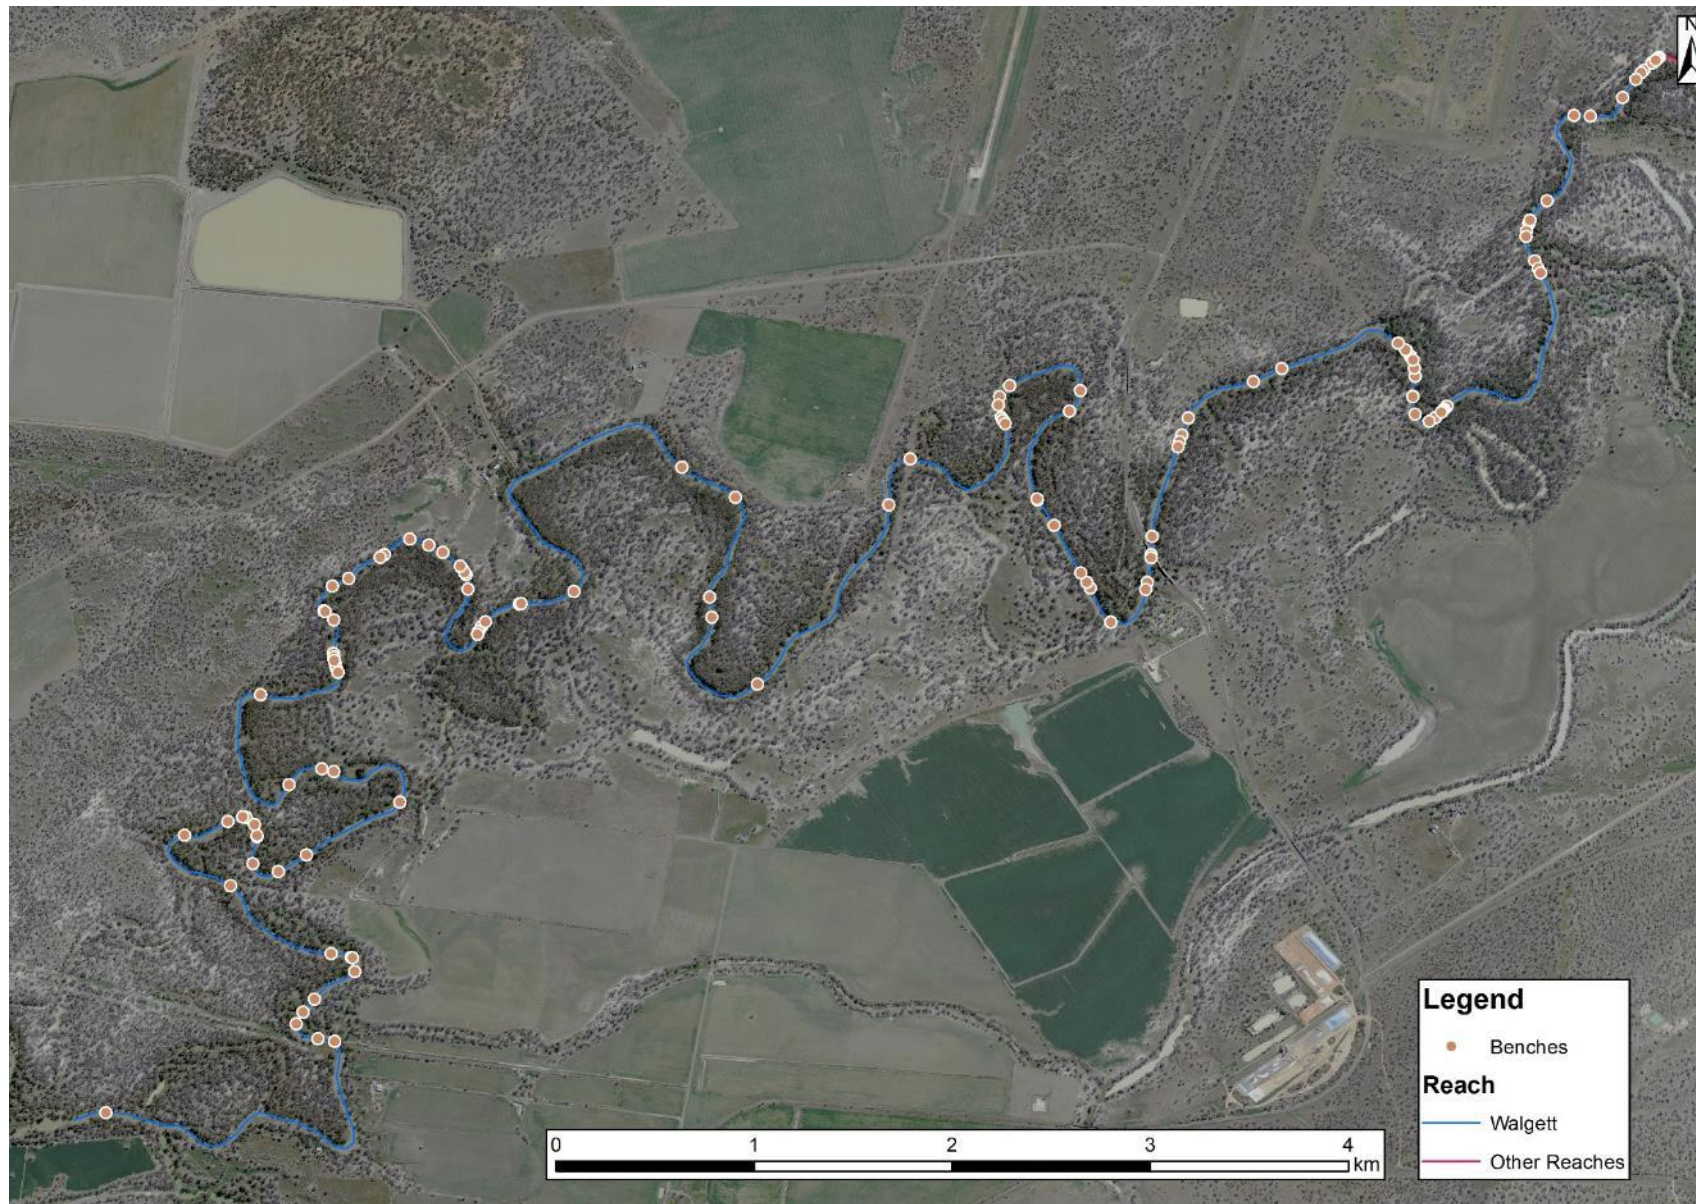 N
Legend
Benches
Reach
Walgett
Other Reaches
0 1 2 3 4
km